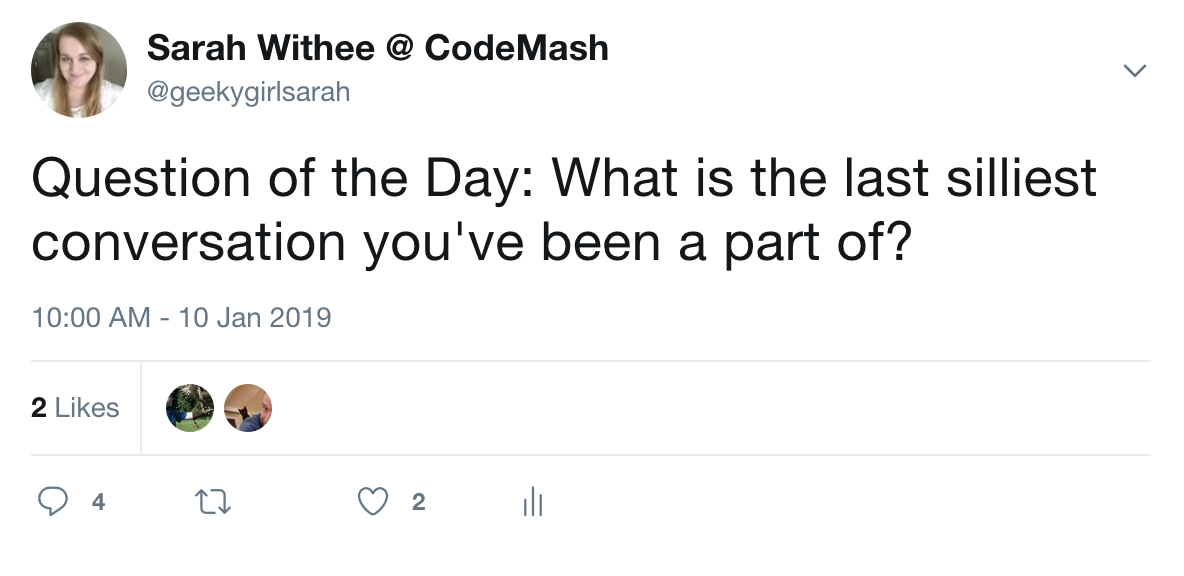 Sarah Withee @ CodeMash
@geekygirlsarah
Question of the Day: What is the last silliest
conversation you've been a part of?
10:00 AM - 10 Jan 2019
2 Likes
4
2